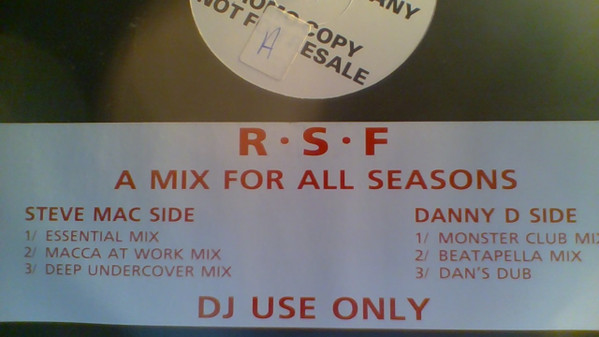 ANY
PROMO COPY
NOT F RESALE
A
R·S·F
A MIX FOR ALL SEASONS
STEVE MAC SIDE
1/ ESSENTIAL MIX
2/ MACCA AT WORK MIX
3/ DEEP UNDERCOVER MIX
DANNY D SIDE
1/ MONSTER CLUB MIX
2/ BEATAPELLA MIX
3/ DAN'S DUB
DJ USE ONLY